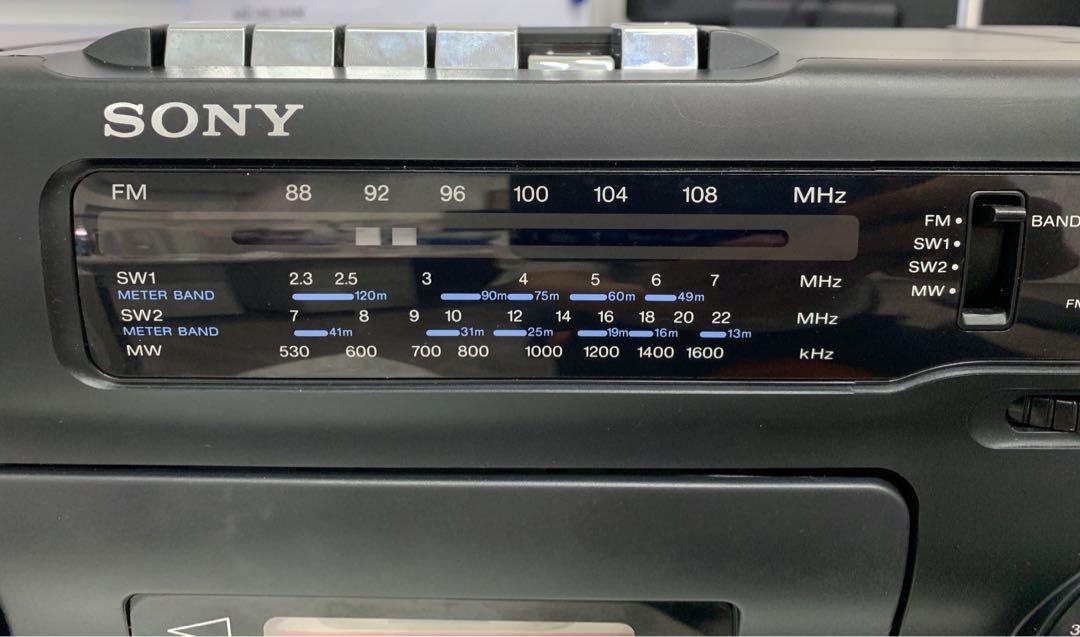 SONY
FM 88 92 96 100 104 108 MHz
SW1 2.3 2.5 3 4 5 6 7 MHz
METER BAND 120m 90m 75m 60m 49m
SW2 7 8 9 10 12 14 16 18 20 22 MHz
METER BAND 41m 31m 25m 19m 16m 13m
MW 530 600 700 800 1000 1200 1400 1600 kHz
FM BAND
SW1
SW2
MW
FM
3